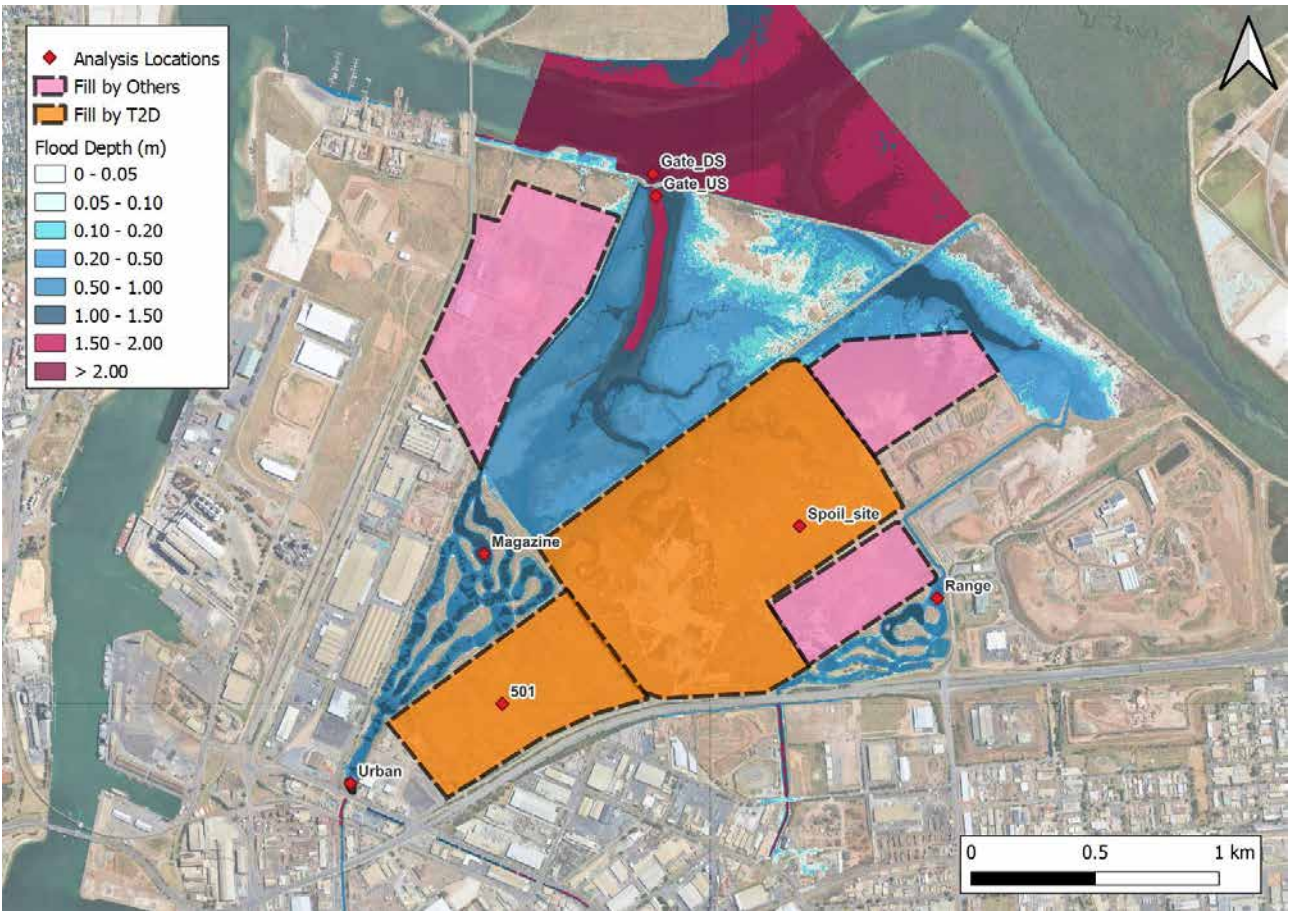 Analysis Locations
Fill by Others
Fill by T2D
Flood Depth (m)
0 - 0.05
0.05 - 0.10
0.10 - 0.20
0.20 - 0.50
0.50 - 1.00
1.00 - 1.50
1.50 - 2.00
> 2.00
Gate_DS
Gate_US
Spoil_site
Magazine
Range
501
Urban
0 0.5 1 km